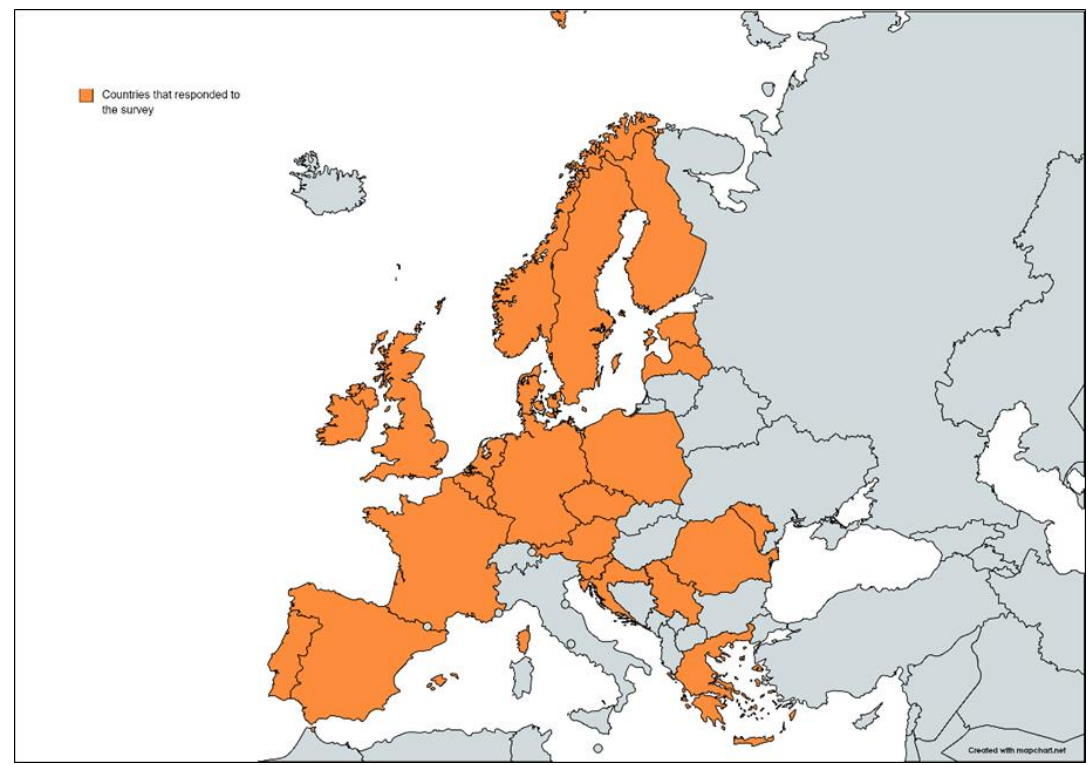 Countries that responded to
the survey
Created with mapchart.net